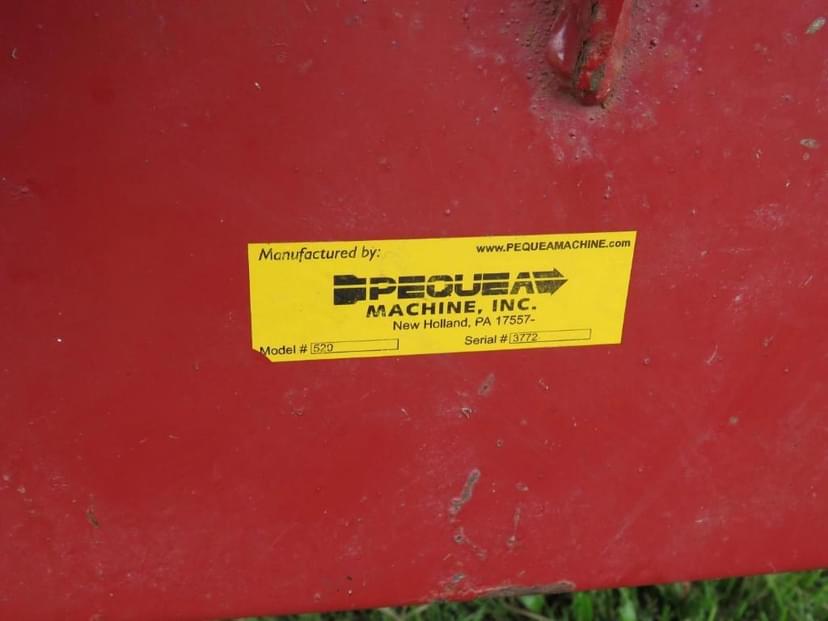 Manufactured by: www.PEQUEAMACHINE.com
PEQUEA
MACHINE, INC.
New Holland, PA 17557-
Model # 520 Serial # 3772